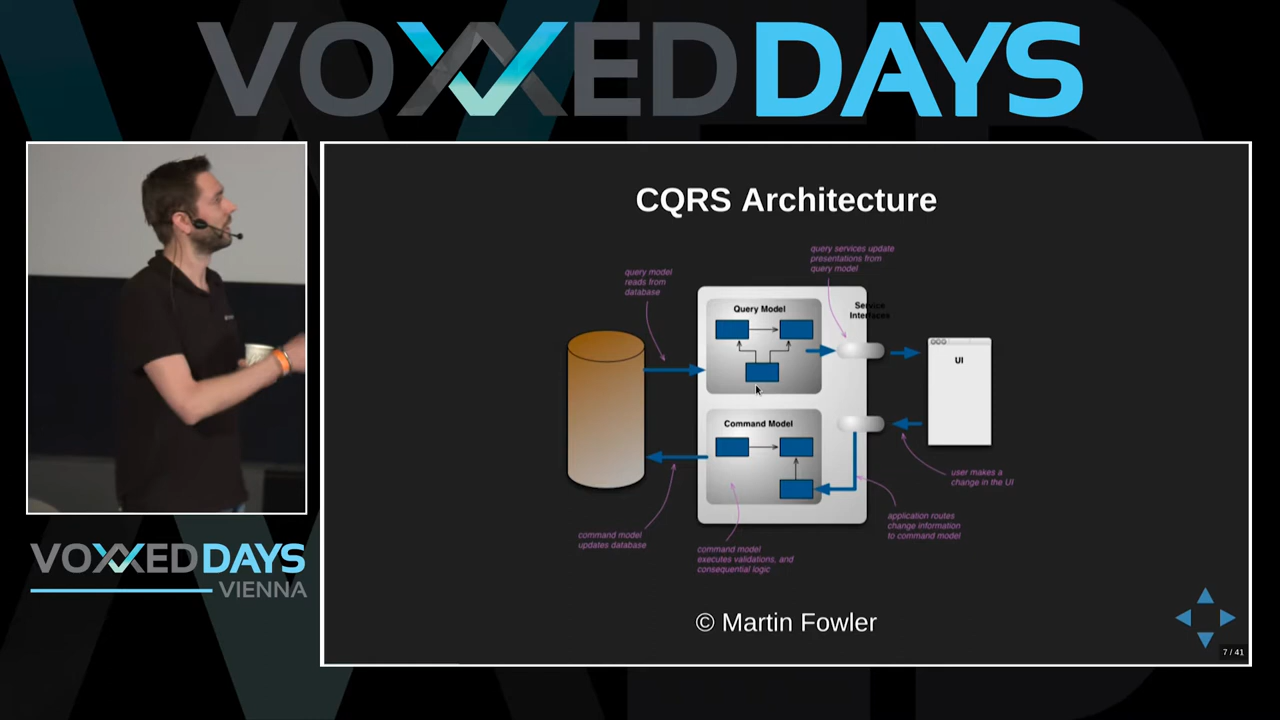 VOXXED DAYS
CQRS Architecture
query services update
presentations from
query model
query model
reads from
database
Query Model
Service
Interfaces
UI
Command Model
user makes a
change in the UI
application routes
change information
to command model
command model
updates database
command model
executes validations, and
consequential logic
© Martin Fowler
7 / 41
VOXXED DAYS
VIENNA